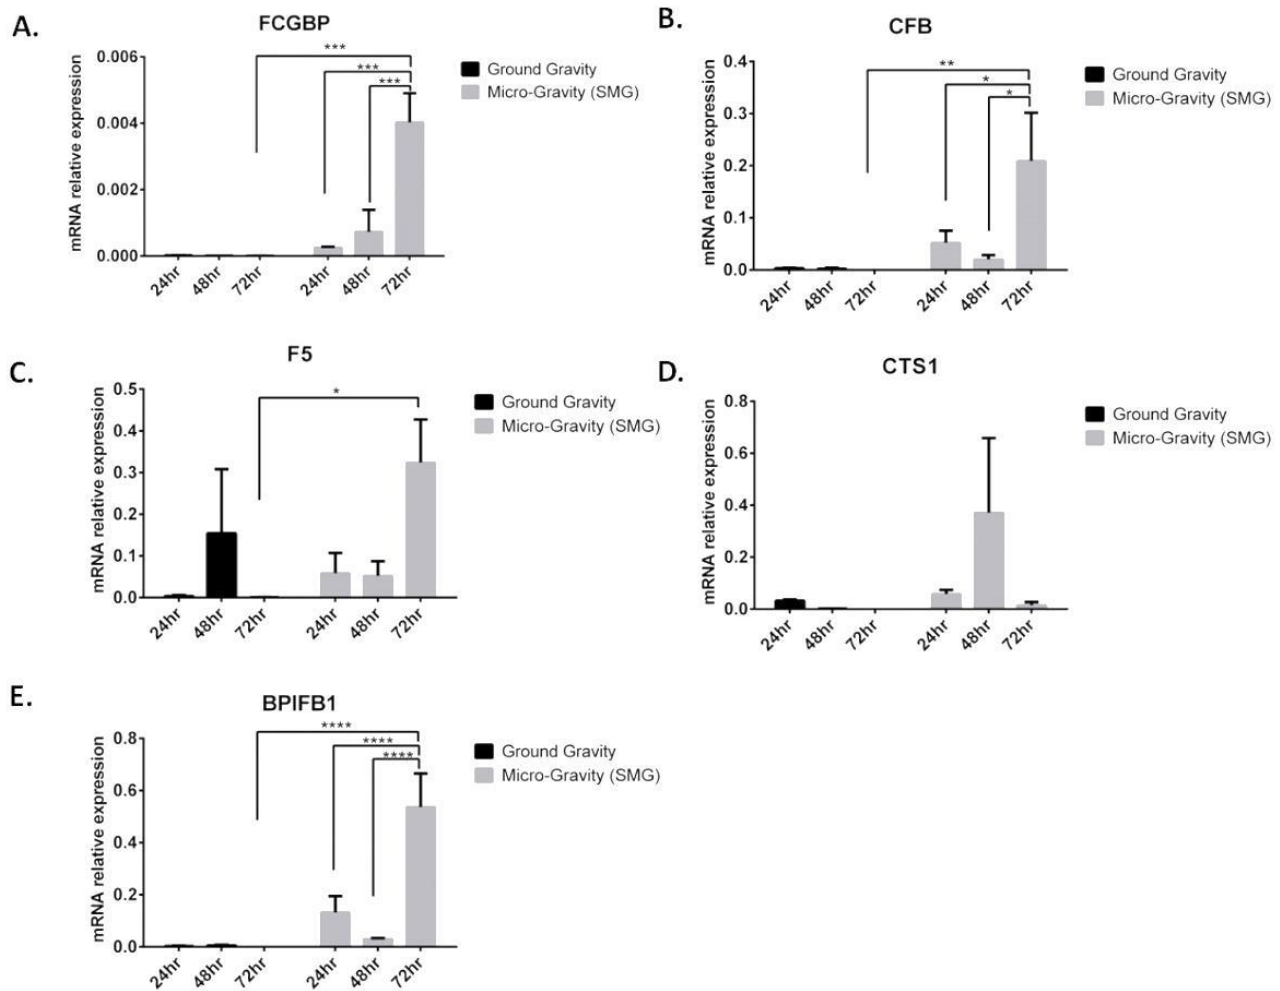 A.
FCGBP
mRNA relative expression
0.006
0.004
0.002
0.000
***
***
***
24hr 48hr 72hr 24hr 48hr 72hr
Ground Gravity
Micro-Gravity (SMG)
B.
CFB
mRNA relative expression
0.4
0.3
0.2
0.1
0.0
**
*
*
24hr 48hr 72hr 24hr 48hr 72hr
Ground Gravity
Micro-Gravity (SMG)
C.
F5
mRNA relative expression
0.5
0.4
0.3
0.2
0.1
0.0
*
24hr 48hr 72hr 24hr 48hr 72hr
Ground Gravity
Micro-Gravity (SMG)
D.
CTS1
mRNA relative expression
0.8
0.6
0.4
0.2
0.0
24hr 48hr 72hr 24hr 48hr 72hr
Ground Gravity
Micro-Gravity (SMG)
E.
BPIFB1
mRNA relative expression
0.8
0.6
0.4
0.2
0.0
****
****
****
24hr 48hr 72hr 24hr 48hr 72hr
Ground Gravity
Micro-Gravity (SMG)